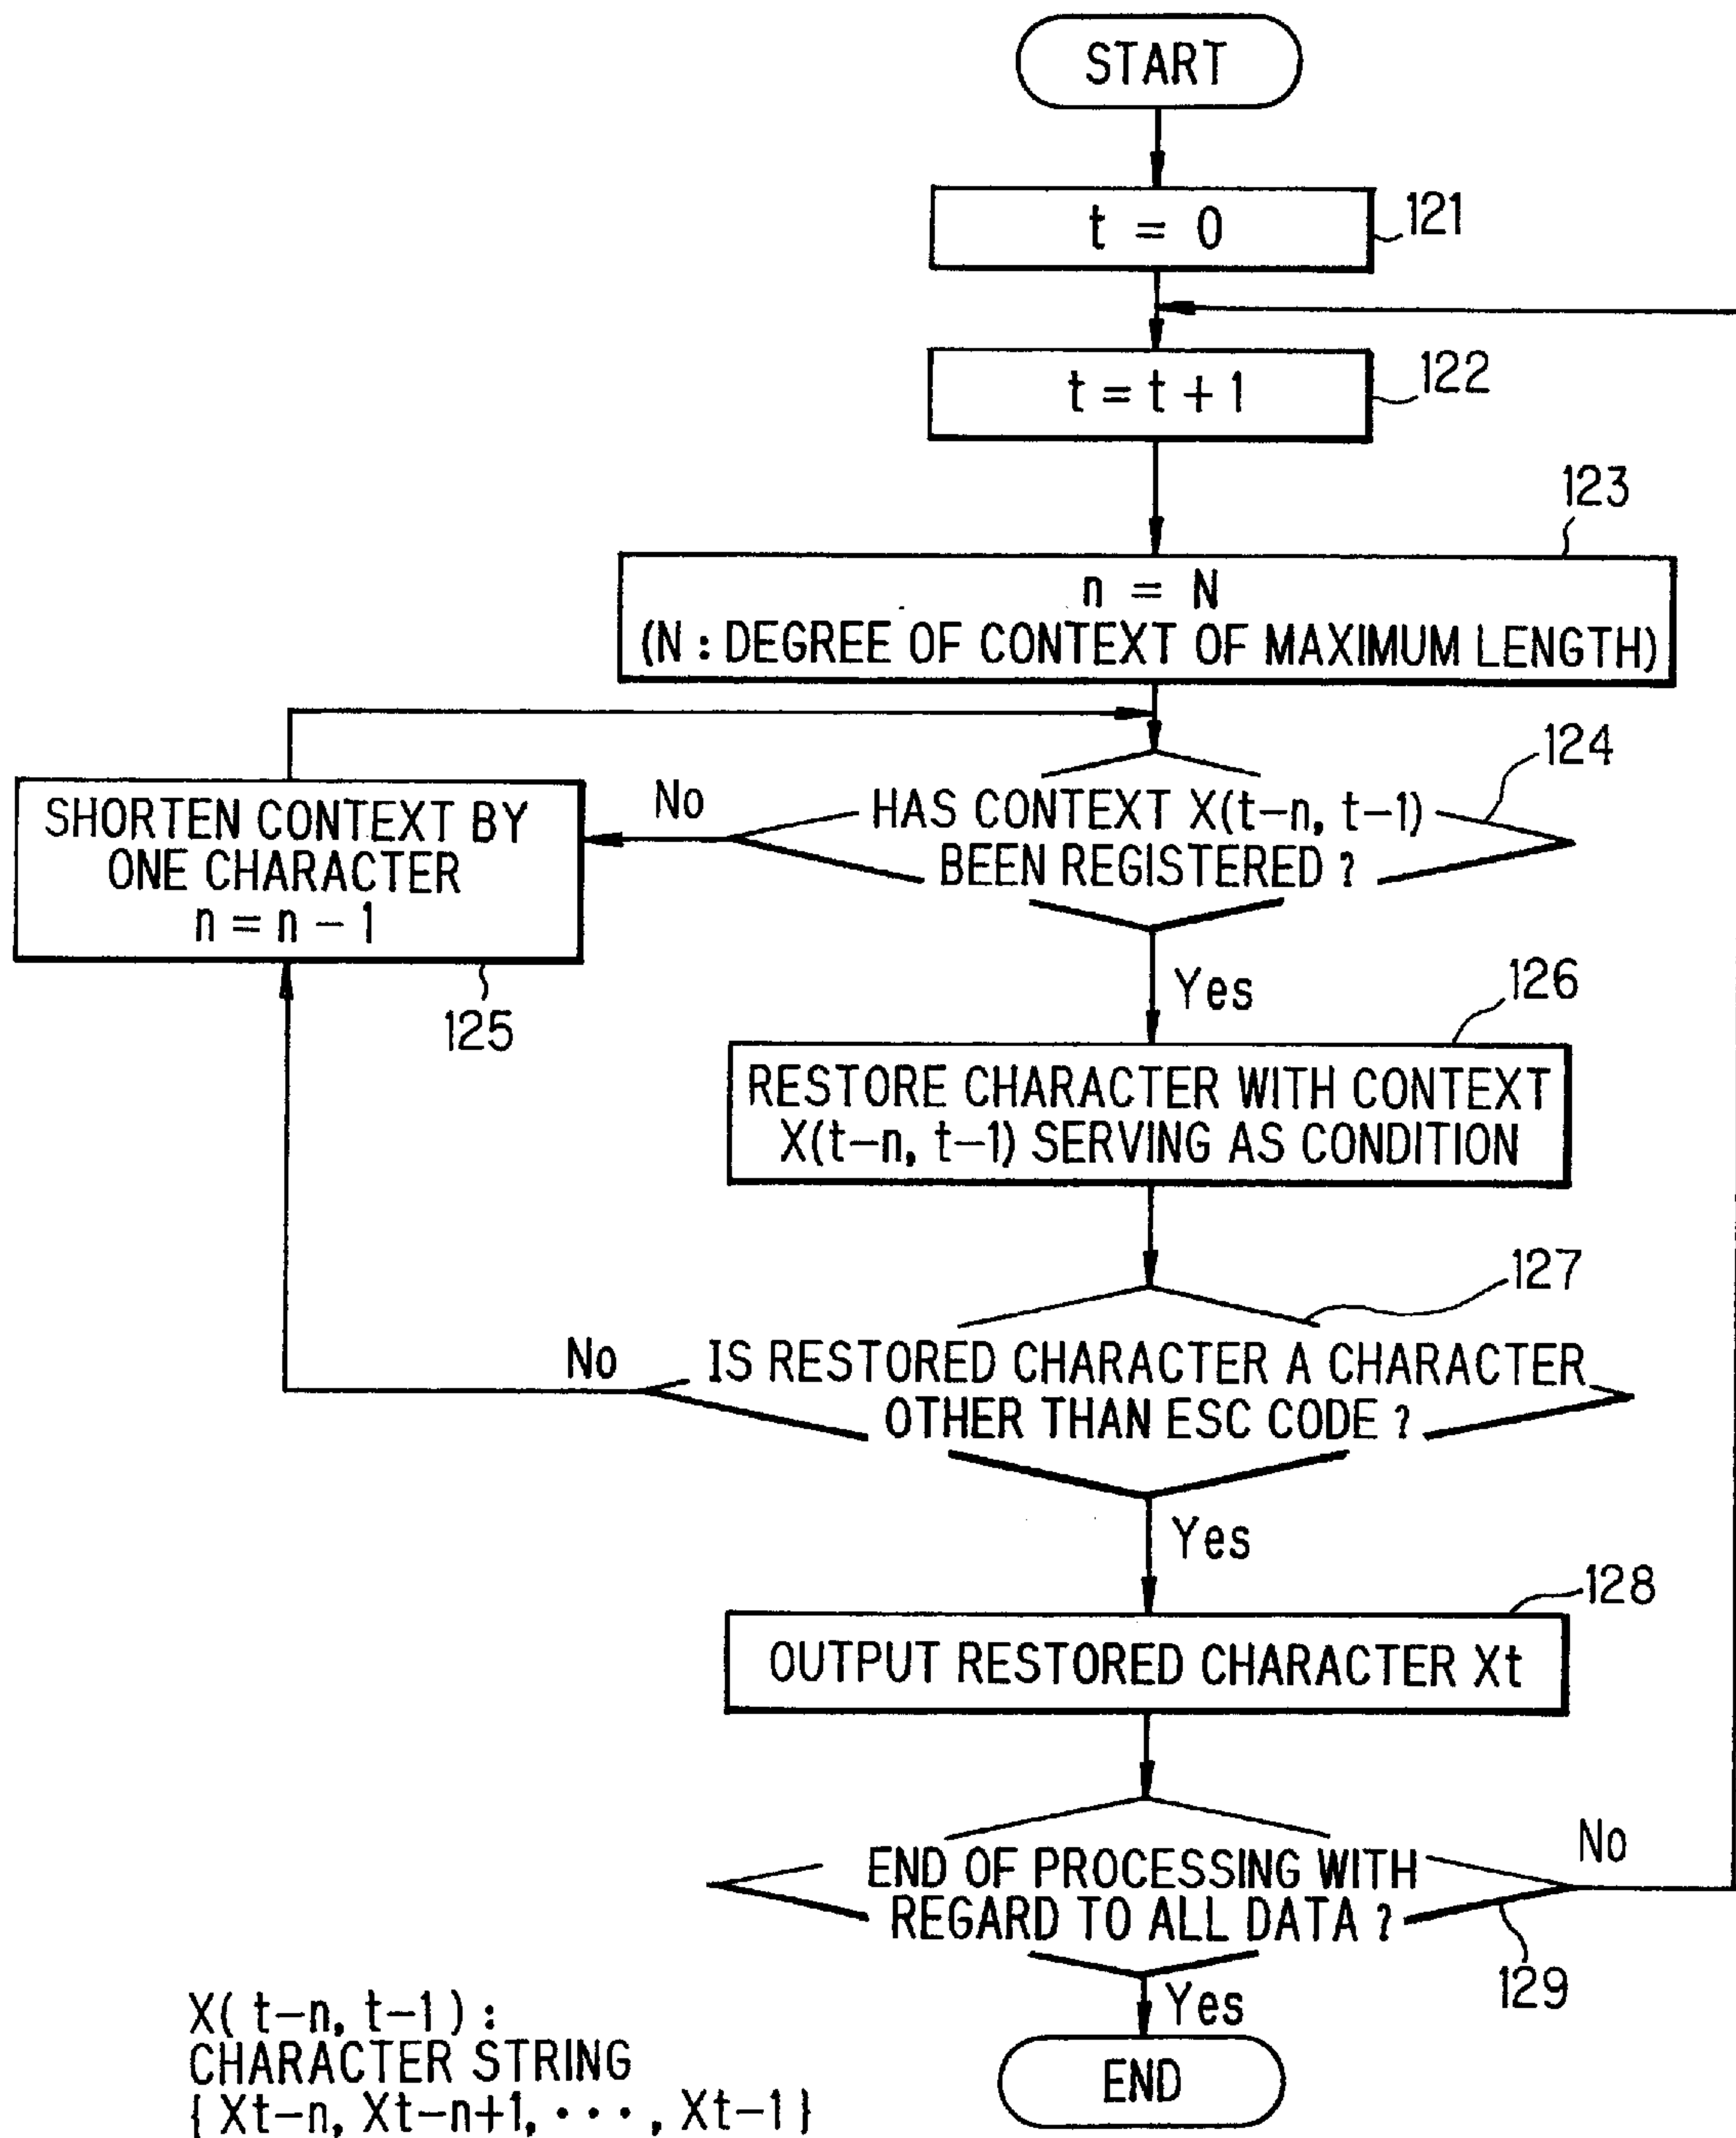 START
t = 0
121
t = t + 1
122
123
n = N
(N : DEGREE OF CONTEXT OF MAXIMUM LENGTH)
124
No
HAS CONTEXT X(t-n, t-1)
BEEN REGISTERED ?
SHORTEN CONTEXT BY
ONE CHARACTER
n = n - 1
125
Yes
126
RESTORE CHARACTER WITH CONTEXT
X(t-n, t-1) SERVING AS CONDITION
127
No
IS RESTORED CHARACTER A CHARACTER
OTHER THAN ESC CODE ?
Yes
128
OUTPUT RESTORED CHARACTER Xt
No
END OF PROCESSING WITH
REGARD TO ALL DATA ?
129
Yes
END
X( t-n, t-1 ) :
CHARACTER STRING
{ Xt-n, Xt-n+1, · · · , Xt-1 }